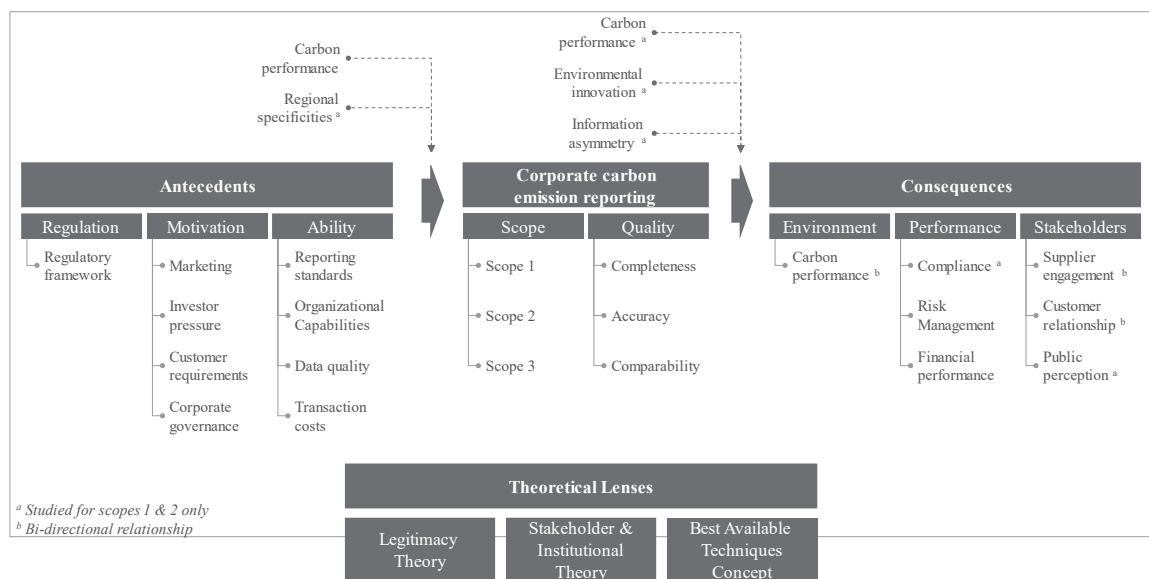 Carbon
performance
Regional
specificities a
Carbon
performance a
Environmental
innovation a
Information
asymmetry a
Antecedents
Regulation
Regulatory
framework
Motivation
Marketing
Investor
pressure
Customer
requirements
Corporate
governance
Ability
Reporting
standards
Organizational
Capabilities
Data quality
Transaction
costs
Corporate carbon
emission reporting
Scope
Scope 1
Scope 2
Scope 3
Quality
Completeness
Accuracy
Comparability
Consequences
Environment
Carbon
performance b
Performance
Compliance a
Risk
Management
Financial
performance
Stakeholders
Supplier
engagement b
Customer
relationship b
Public
perception a
Theoretical Lenses
Legitimacy
Theory
Stakeholder &
Institutional
Theory
Best Available
Techniques
Concept
a Studied for scopes 1 & 2 only
b Bi-directional relationship